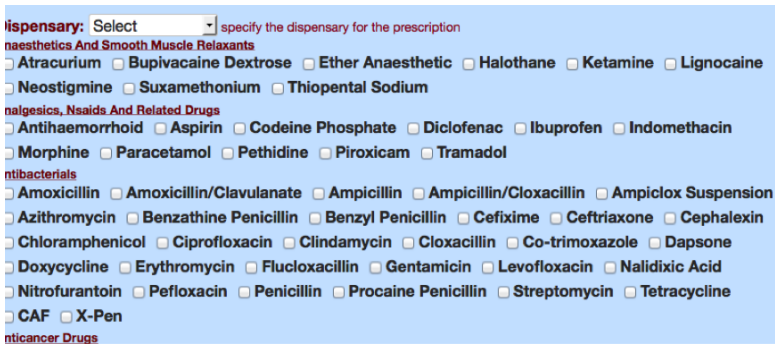 Dispensary: Select specify the dispensary for the prescription
naesthetics And Smooth Muscle Relaxants
Atracurium Bupivacaine Dextrose Ether Anaesthetic Halothane Ketamine Lignocaine
Neostigmine Suxamethonium Thiopental Sodium
nalgesics, Nsaids And Related Drugs
Antihaemorrhoid Aspirin Codeine Phosphate Diclofenac Ibuprofen Indomethacin
Morphine Paracetamol Pethidine Piroxicam Tramadol
ntibacterials
Amoxicillin Amoxicillin/Clavulanate Ampicillin Ampicillin/Cloxacillin Ampiclox Suspension
Azithromycin Benzathine Penicillin Benzyl Penicillin Cefixime Ceftriaxone Cephalexin
Chloramphenicol Ciprofloxacin Clindamycin Cloxacillin Co-trimoxazole Dapsone
Doxycycline Erythromycin Flucloxacillin Gentamicin Levofloxacin Nalidixic Acid
Nitrofurantoin Pefloxacin Penicillin Procaine Penicillin Streptomycin Tetracycline
CAF X-Pen
nticancer Drugs